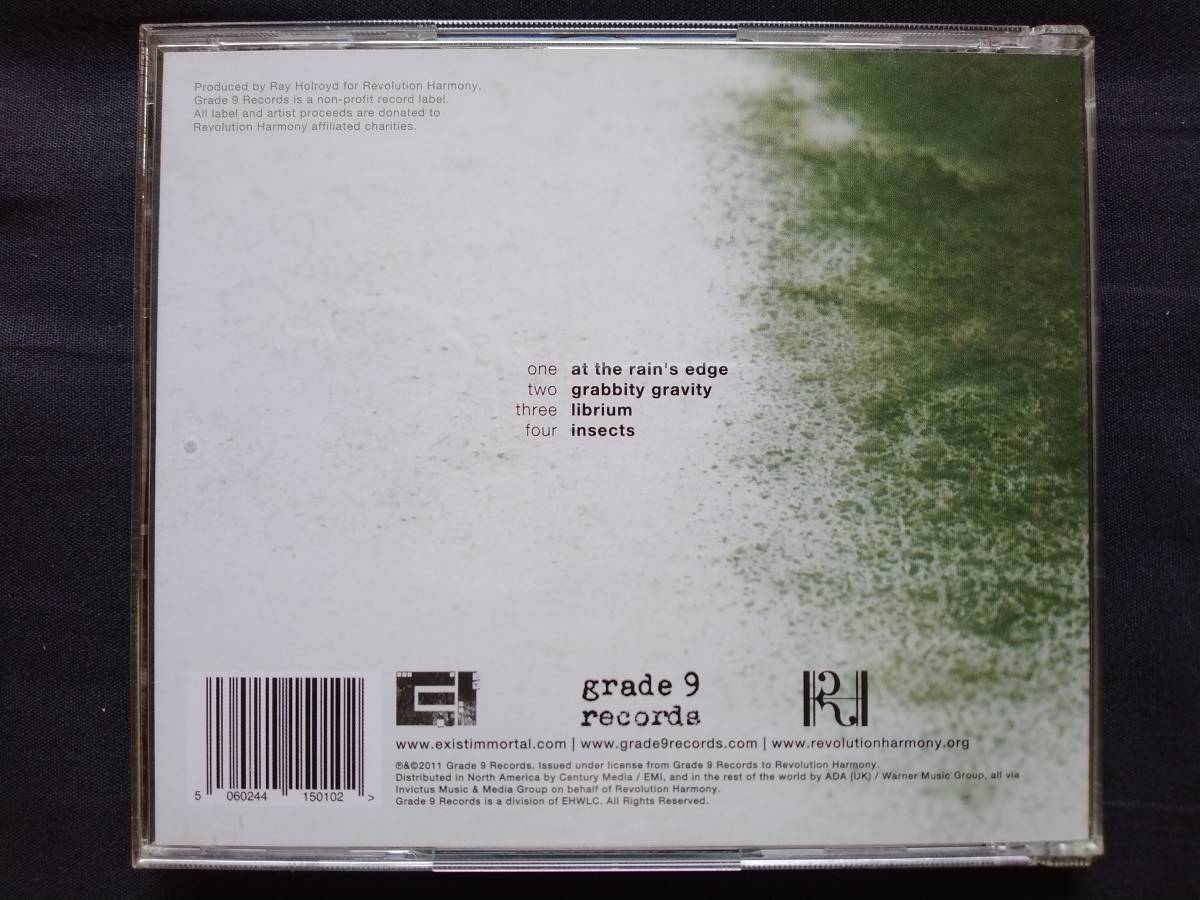 Produced by Ray Holroyd for Revolution Harmony.
Grade 9 Records is a non-profit record label.
All label and artist proceeds are donated to
Revolution Harmony affiliated charities.
one at the rain's edge
two grabbity gravity
three librium
four insects
grade 9
records
www.existimmortal.com | www.grade9records.com | www.revolutionharmony.org
℗&©2011 Grade 9 Records. Issued under license from Grade 9 Records to Revolution Harmony.
Distributed in North America by Century Media / EMI, and in the rest of the world by ADA (UK) / Warner Music Group, all via
Invictus Music & Media Group on behalf of Revolution Harmony.
Grade 9 Records is a division of EHWLC. All Rights Reserved.
5 060244 150102 >